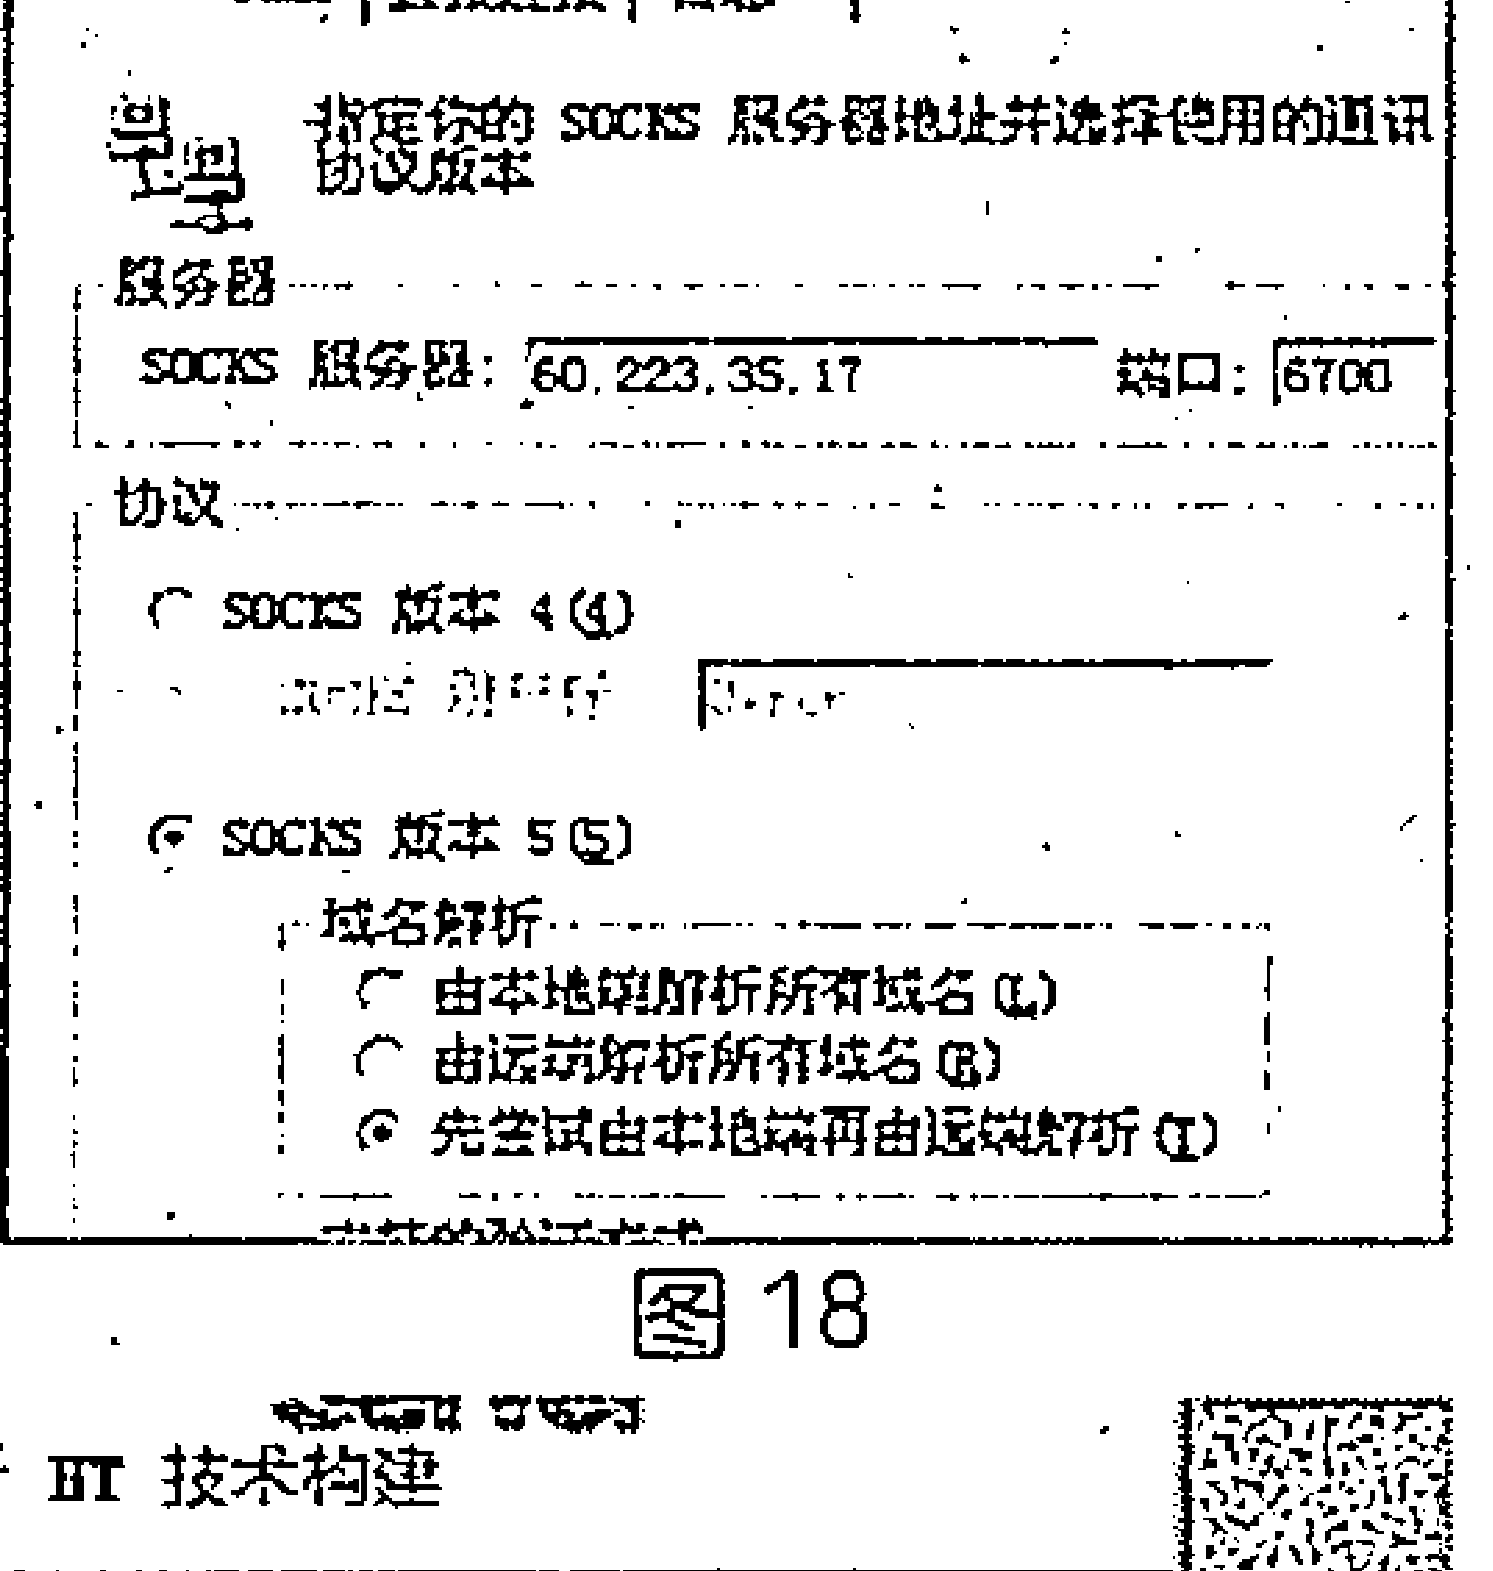 指定你的 SOCKS 服务器地址并选择使用的通讯
协议版本
服务器
SOCKS 服务器: 60.223.35.17 端口: 6700
协议
SOCKS 版本 4(4)
SOCKS 版本 5(5)
域名解析
由本地端解析所有域名(L)
由远端解析所有域名(R)
先尝试由本地端再由远端解析(T)
图 18
BT 技术构建